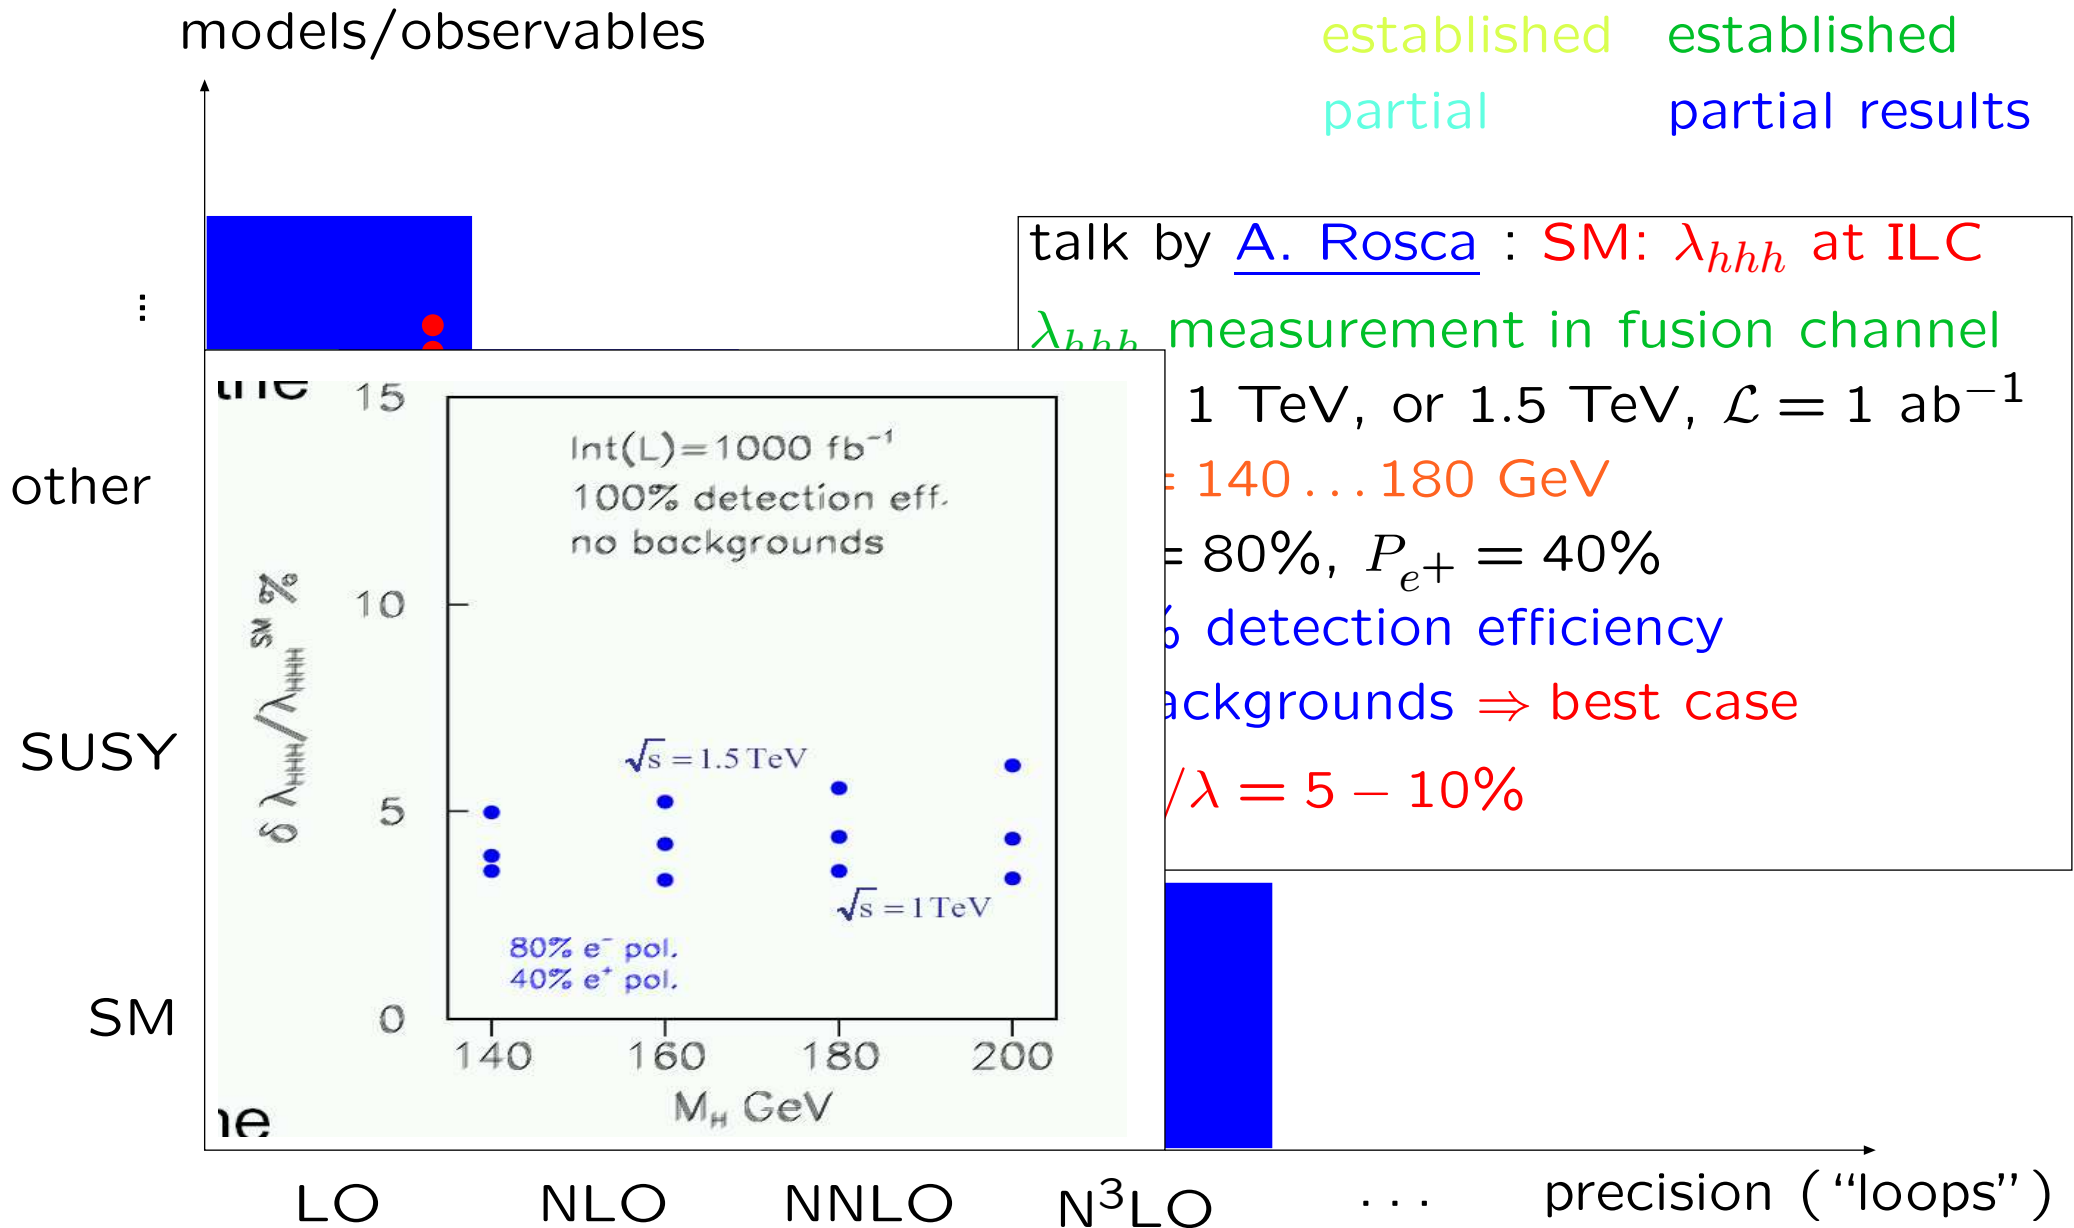 models/observables
established established
partial partial results
talk by A. Rosca : SM: λhhh at ILC
λhhh measurement in fusion channel
1 TeV, or 1.5 TeV, ℒ = 1 ab⁻¹
= 140 ... 180 GeV
= 80%, Pe+ = 40%
% detection efficiency
backgrounds ⇒ best case
/λ = 5 − 10%
...
other
SUSY
SM
the
15
10
5
0
δ λHHH/λHHH SM %
Int(L)=1000 fb⁻¹
100% detection eff.
no backgrounds
√s = 1.5 TeV
√s = 1 TeV
80% e⁻ pol.
40% e⁺ pol.
140 160 180 200
MH GeV
ne
LO NLO NNLO N³LO ... precision ("loops")